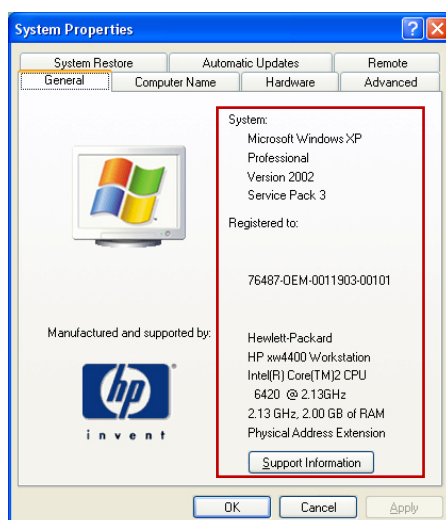 System Properties
System Restore Automatic Updates Remote
General Computer Name Hardware Advanced
System:
Microsoft Windows XP
Professional
Version 2002
Service Pack 3
Registered to:
76487-OEM-0011903-00101
Manufactured and supported by:
Hewlett-Packard
HP xw4400 Workstation
Intel(R) Core(TM)2 CPU
6420 @ 2.13GHz
2.13 GHz, 2.00 GB of RAM
Physical Address Extension
hp
invent
Support Information
OK Cancel Apply